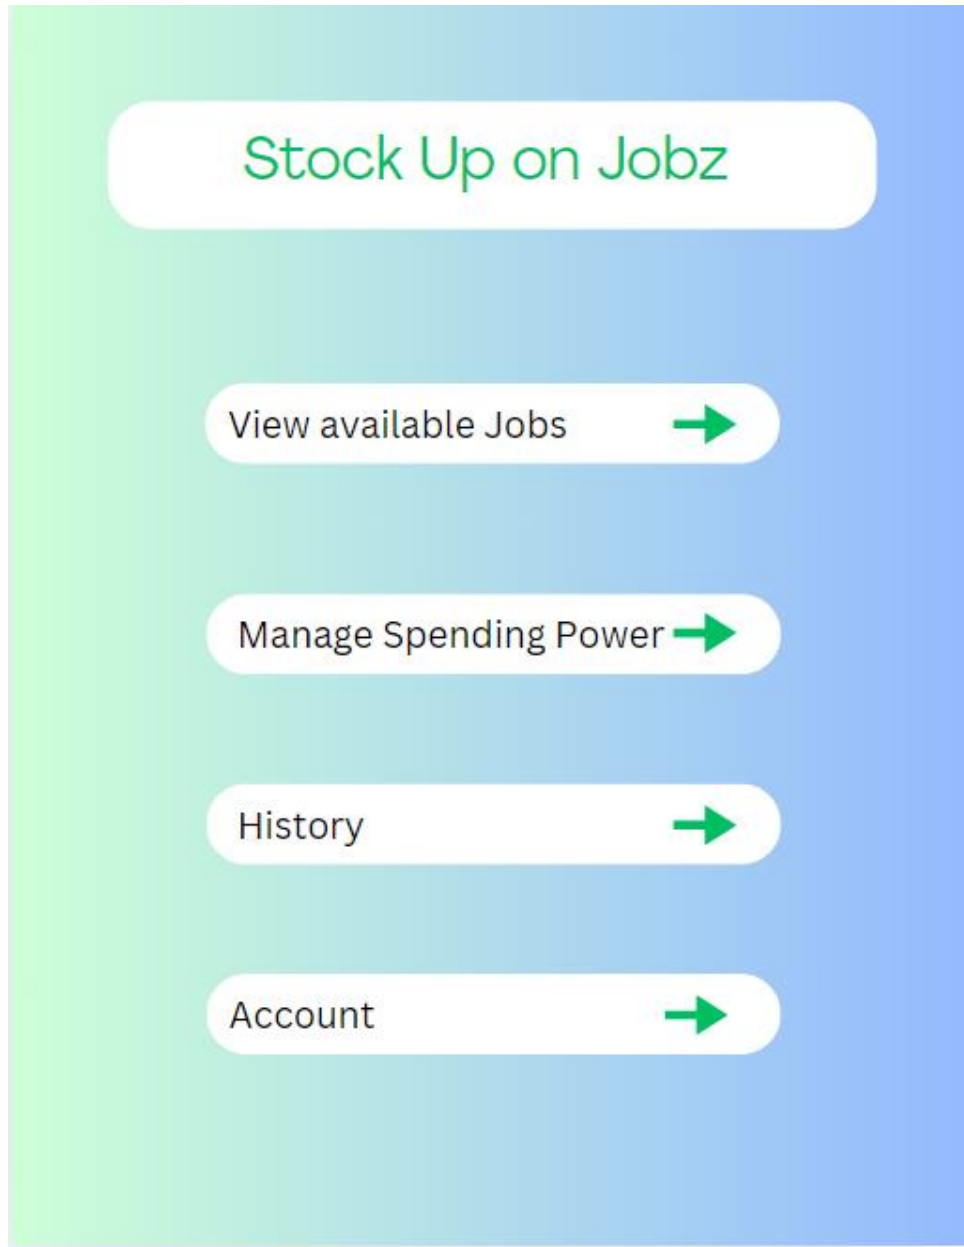 Stock Up on Jobz
View available Jobs
Manage Spending Power
History
Account